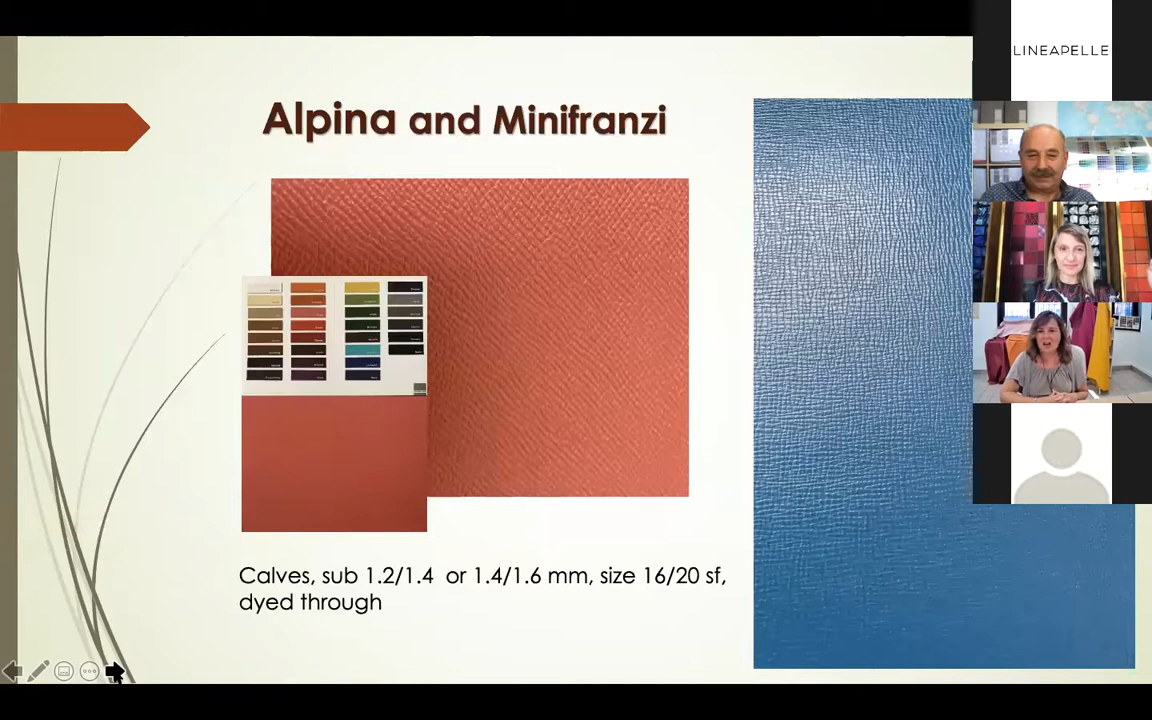 LINEAPELLE
Alpina and Minifranzi
Calves, sub 1.2/1.4 or 1.4/1.6 mm, size 16/20 sf,
dyed through